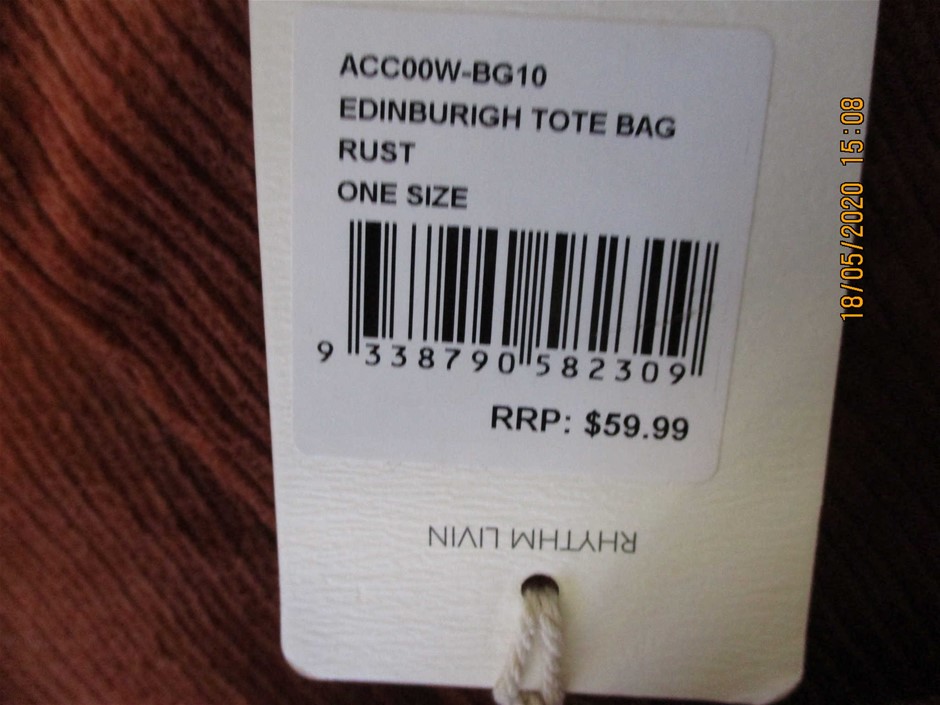 ACC00W-BG10
EDINBURIGH TOTE BAG
RUST
ONE SIZE
9 338790 582309
RRP: $59.99
RHYTHM LIVIN
18/05/2020 15:08